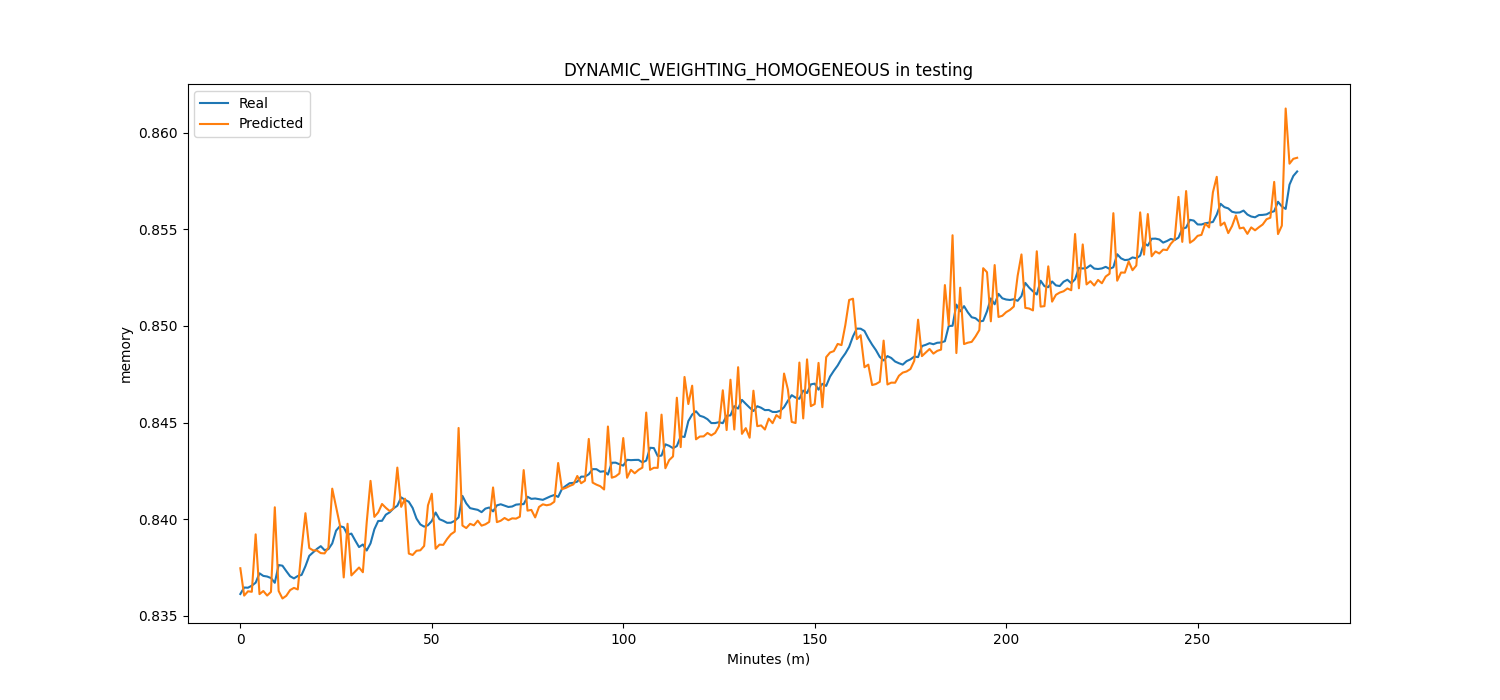 DYNAMIC_WEIGHTING_HOMOGENEOUS in testing
Real
Predicted
0.860
0.855
0.850
0.845
0.840
0.835
memory
0
50
100
150
200
250
Minutes (m)